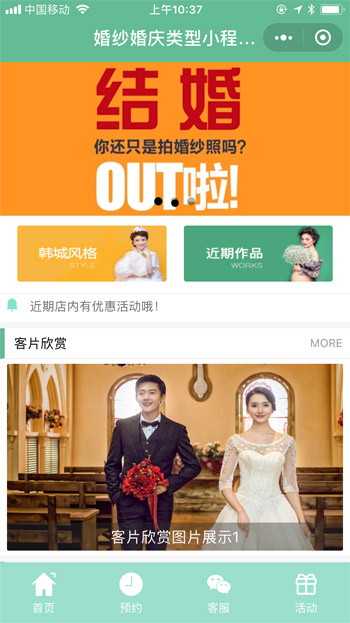 中国移动
上午10:37
婚纱婚庆类型小程...
结婚
你还只是拍婚纱照吗?
OUT啦!
韩城风格
STYLE
近期作品
WORKS
近期店内有优惠活动哦!
客片欣赏
MORE
客片欣赏图片展示1
首页
预约
客服
活动